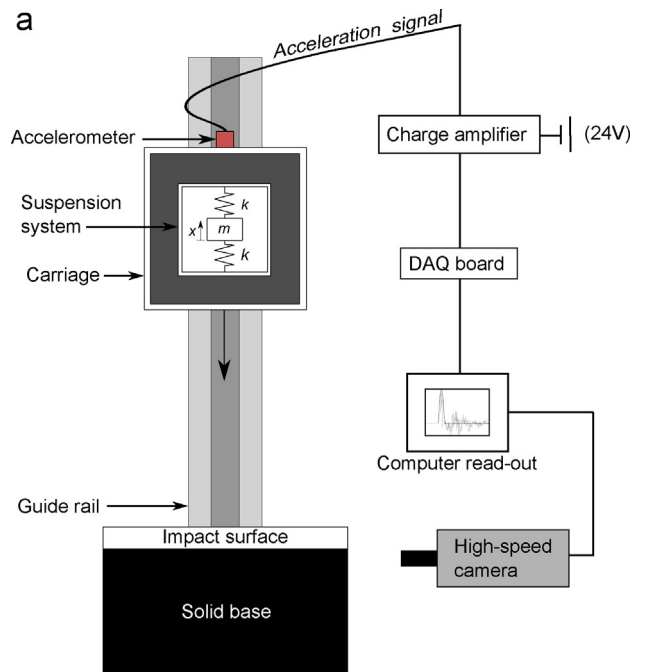 a
Acceleration signal
Accelerometer
Charge amplifier
(24V)
Suspension
system
k
x
m
k
DAQ board
Carriage
Computer read-out
Guide rail
Impact surface
High-speed
camera
Solid base